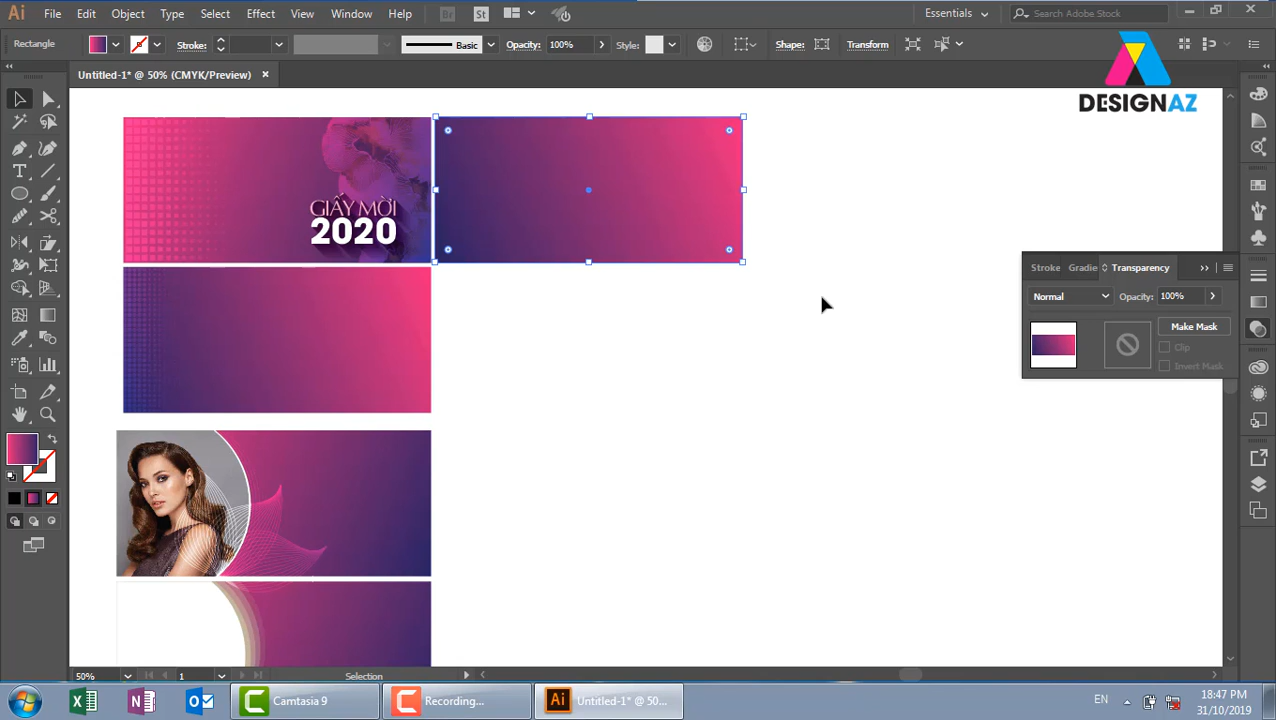 Ai File Edit Object Type Select Effect View Window Help Br St Essentials Search Adobe Stock
Rectangle Stroke: Basic Opacity: 100% Style: Shape: Transform
Untitled-1* @ 50% (CMYK/Preview) ×
DESIGNAZ
GIẤY MỜI
2020
Stroke Gradie Transparency
Normal Opacity: 100%
Make Mask
Clip
Invert Mask
50% 1 Selection
Camtasia 9 Recording... Ai Untitled-1* @ 50... EN 18:47 PM
31/10/2019